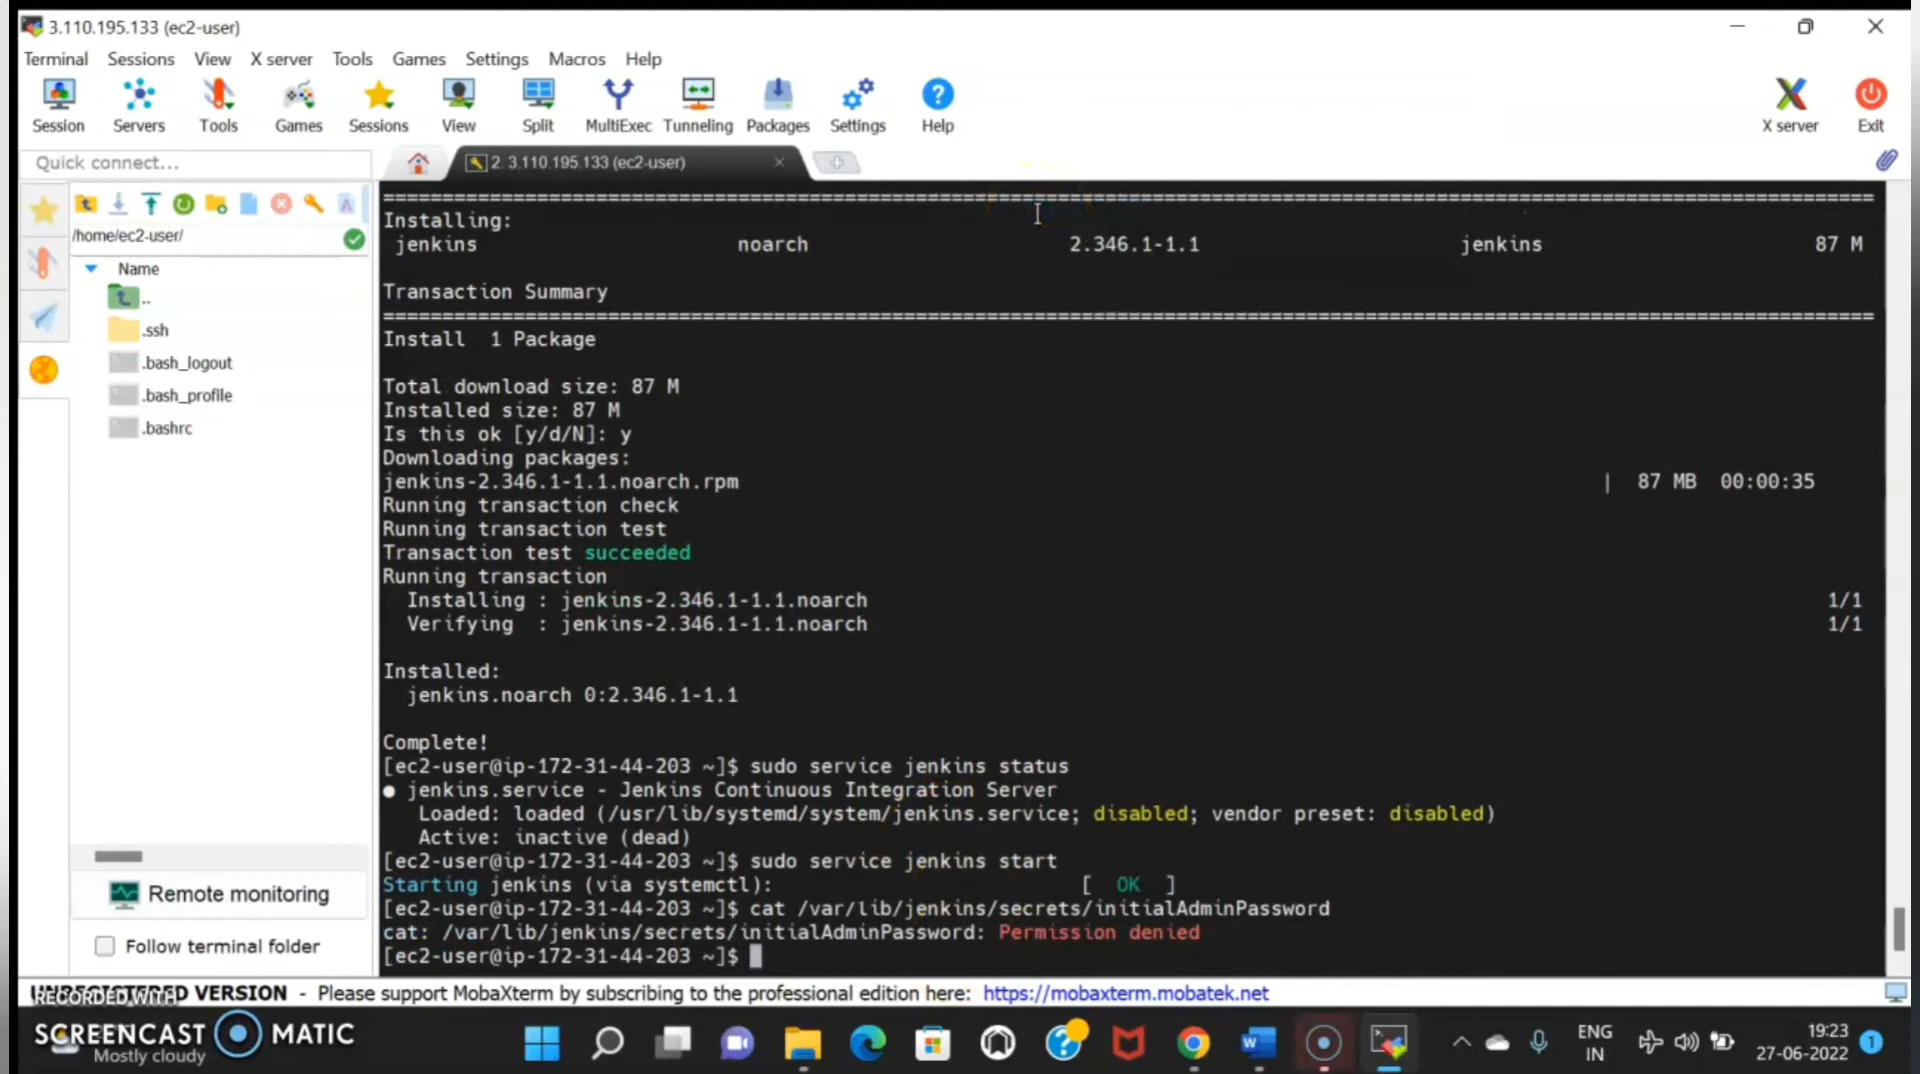 3.110.195.133 (ec2-user)
Terminal Sessions View X server Tools Games Settings Macros Help
Session Servers Tools Games Sessions View Split MultiExec Tunneling Packages Settings Help X server Exit
Quick connect...
2. 3.110.195.133 (ec2-user)
/home/ec2-user/
Name
..
.ssh
.bash_logout
.bash_profile
.bashrc
Remote monitoring
Follow terminal folder
================================================================================
Installing:
jenkins noarch 2.346.1-1.1 jenkins 87 M
Transaction Summary
================================================================================
Install 1 Package
Total download size: 87 M
Installed size: 87 M
Is this ok [y/d/N]: y
Downloading packages:
jenkins-2.346.1-1.1.noarch.rpm | 87 MB 00:00:35
Running transaction check
Running transaction test
Transaction test succeeded
Running transaction
Installing : jenkins-2.346.1-1.1.noarch 1/1
Verifying : jenkins-2.346.1-1.1.noarch 1/1
Installed:
jenkins.noarch 0:2.346.1-1.1
Complete!
[ec2-user@ip-172-31-44-203 ~]$ sudo service jenkins status
● jenkins.service - Jenkins Continuous Integration Server
Loaded: loaded (/usr/lib/systemd/system/jenkins.service; disabled; vendor preset: disabled)
Active: inactive (dead)
[ec2-user@ip-172-31-44-203 ~]$ sudo service jenkins start
Starting jenkins (via systemctl): [ OK ]
[ec2-user@ip-172-31-44-203 ~]$ cat /var/lib/jenkins/secrets/initialAdminPassword
cat: /var/lib/jenkins/secrets/initialAdminPassword: Permission denied
[ec2-user@ip-172-31-44-203 ~]$
UNREGISTERED VERSION - Please support MobaXterm by subscribing to the professional edition here: https://mobaxterm.mobatek.net
RECORDED WITH
SCREENCAST MATIC
Mostly cloudy
ENG
IN
19:23
27-06-2022
1